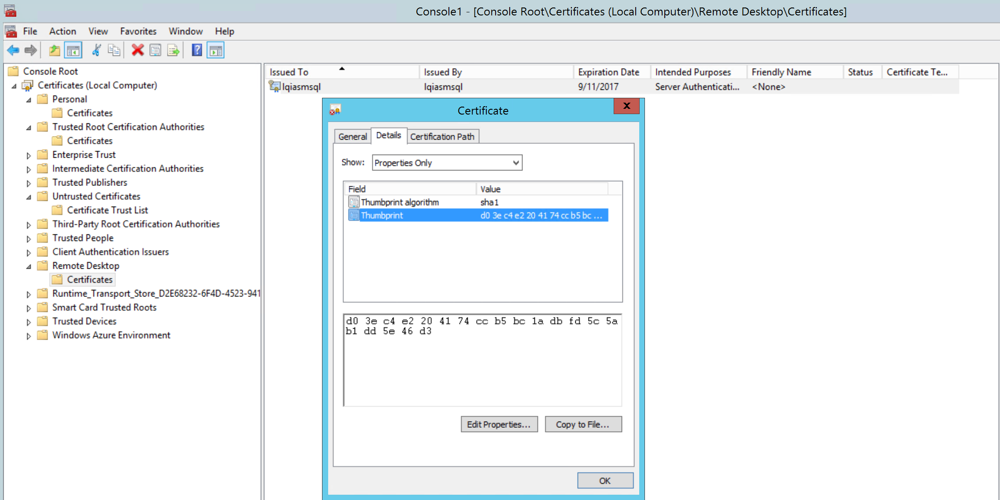 Console1 - [Console Root\Certificates (Local Computer)\Remote Desktop\Certificates]
File Action View Favorites Window Help
Console Root
Certificates (Local Computer)
Personal
Certificates
Trusted Root Certification Authorities
Certificates
Enterprise Trust
Intermediate Certification Authorities
Trusted Publishers
Untrusted Certificates
Certificate Trust List
Third-Party Root Certification Authorities
Trusted People
Client Authentication Issuers
Remote Desktop
Certificates
Runtime_Transport_Store_D2E68232-6F4D-4523-941
Smart Card Trusted Roots
Trusted Devices
Windows Azure Environment
Issued To Issued By Expiration Date Intended Purposes Friendly Name Status Certificate Te...
lqiasmsql lqiasmsql 9/11/2017 Server Authenticati... <None>
Certificate
X
General Details Certification Path
Show: Properties Only
Field Value
Thumbprint algorithm sha1
Thumbprint d0 3e c4 e2 20 41 74 cc b5 bc ...
d0 3e c4 e2 20 41 74 cc b5 bc 1a db fd 5c 5a
b1 dd 5e 46 d3
Edit Properties... Copy to File...
OK